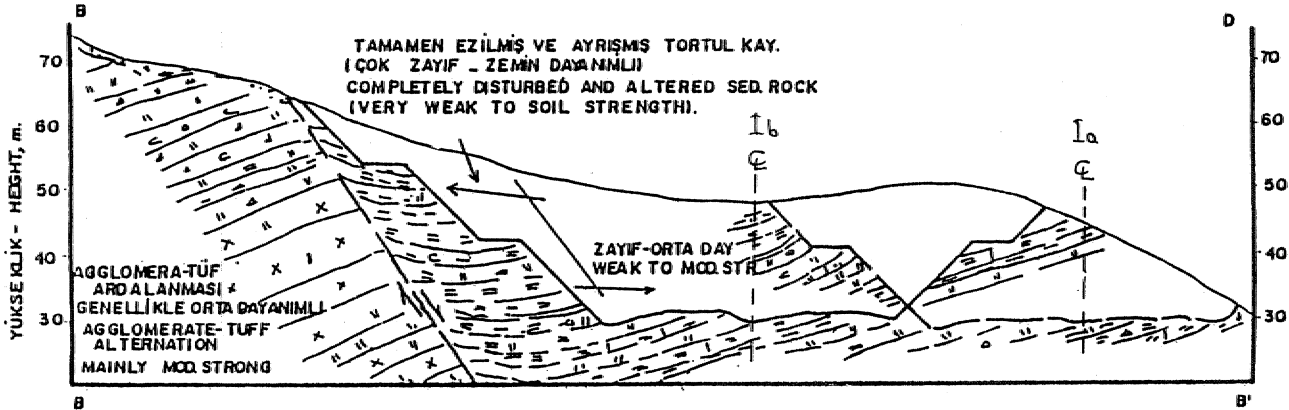 B
D
70
60
50
40
30
YÜKSEKLİK - HEIGHT, m.
TAMAMEN EZİLMİŞ VE AYRIŞMIŞ TORTUL KAY.
(ÇOK ZAYIF _ ZEMİN DAYANIMLI)
COMPLETELY DISTURBED AND ALTERED SED. ROCK
(VERY WEAK TO SOIL STRENGTH).
Ib
℄
Ia
℄
70
60
50
40
30
ZAYIF-ORTA DAY
WEAK TO MOD. STR.
AGGLOMERA-TÜF
ARDALANMASI
GENELLİKLE ORTA DAYANIMLI
AGGLOMERATE-TUFF
ALTERNATION
MAINLY MOD. STRONG
B
B'